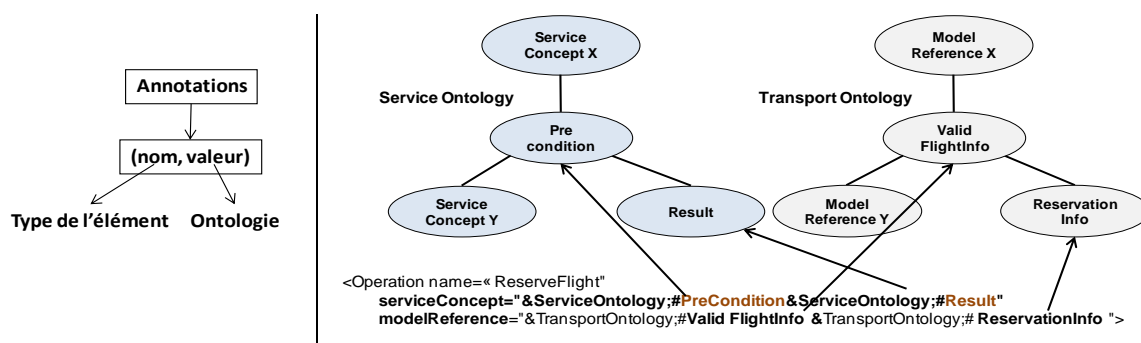 Annotations
(nom, valeur)
Type de l'élément
Ontologie
Service
Concept X
Model
Reference X
Service Ontology
Transport Ontology
Pre
condition
Valid
FlightInfo
Service
Concept Y
Result
Model
Reference Y
Reservation
Info
<Operation name=« ReserveFlight"
serviceConcept="&ServiceOntology;#PreCondition&ServiceOntology;#Result"
modelReference="&TransportOntology;#Valid FlightInfo &TransportOntology;# ReservationInfo ">